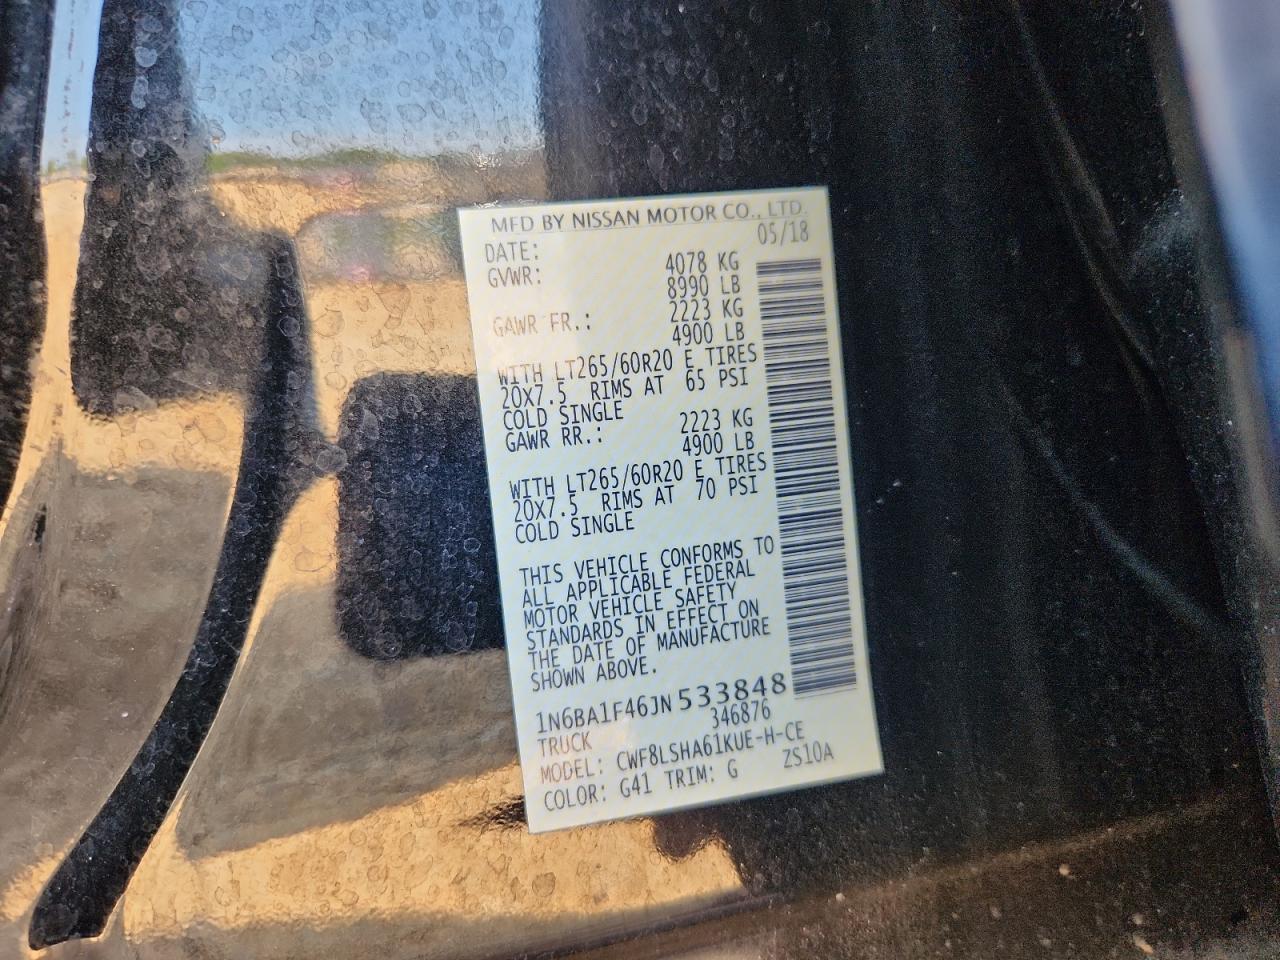 MFD BY NISSAN MOTOR CO., LTD.
DATE: 05/18
GVWR: 4078 KG
8990 LB
GAWR FR.: 2223 KG
4900 LB
WITH LT265/60R20 E TIRES
20X7.5 RIMS AT 65 PSI
COLD SINGLE
GAWR RR.: 2223 KG
4900 LB
WITH LT265/60R20 E TIRES
20X7.5 RIMS AT 70 PSI
COLD SINGLE
THIS VEHICLE CONFORMS TO
ALL APPLICABLE FEDERAL
MOTOR VEHICLE SAFETY
STANDARDS IN EFFECT ON
THE DATE OF MANUFACTURE
SHOWN ABOVE.
1N6BA1F46JN533848
TRUCK 346876
MODEL: CWF8LSHA61KUE-H-CE
COLOR: G41 TRIM: G ZS10A